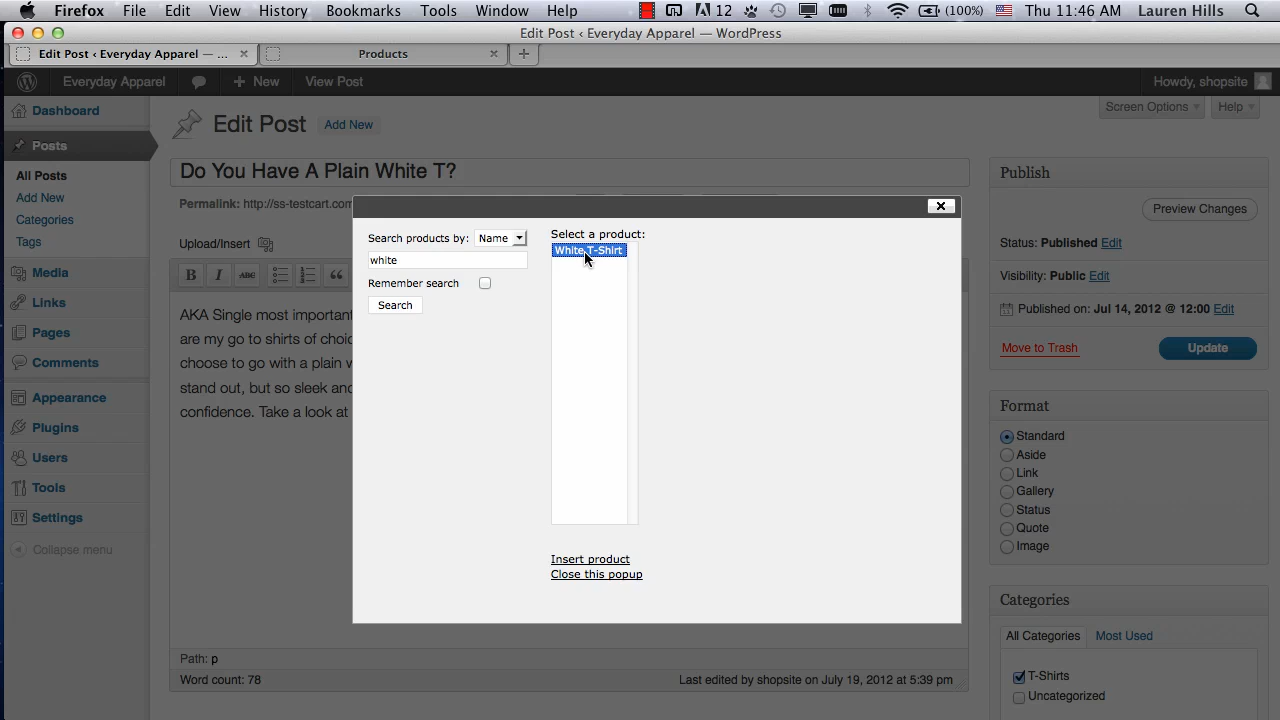 Firefox File Edit View History Bookmarks Tools Window Help 12 (100%) Thu 11:46 AM Lauren Hills
Edit Post ‹ Everyday Apparel — WordPress
Edit Post ‹ Everyday Apparel — ... Products
Everyday Apparel + New View Post Howdy, shopsite
Screen Options Help
Dashboard
Posts
All Posts
Add New
Categories
Tags
Media
Links
Pages
Comments
Appearance
Plugins
Users
Tools
Settings
Collapse menu
Edit Post Add New
Do You Have A Plain White T?
Permalink: http://ss-testcart.com
Upload/Insert
B I ABC
AKA Single most important
are my go to shirts of choic
choose to go with a plain w
stand out, but so sleek and
confidence. Take a look at
Path: p
Word count: 78 Last edited by shopsite on July 19, 2012 at 5:39 pm
Search products by: Name
white
Remember search
Search
Select a product:
White T-Shirt
Insert product
Close this popup
Publish
Preview Changes
Status: Published Edit
Visibility: Public Edit
Published on: Jul 14, 2012 @ 12:00 Edit
Move to Trash Update
Format
Standard
Aside
Link
Gallery
Status
Quote
Image
Categories
All Categories Most Used
T-Shirts
Uncategorized